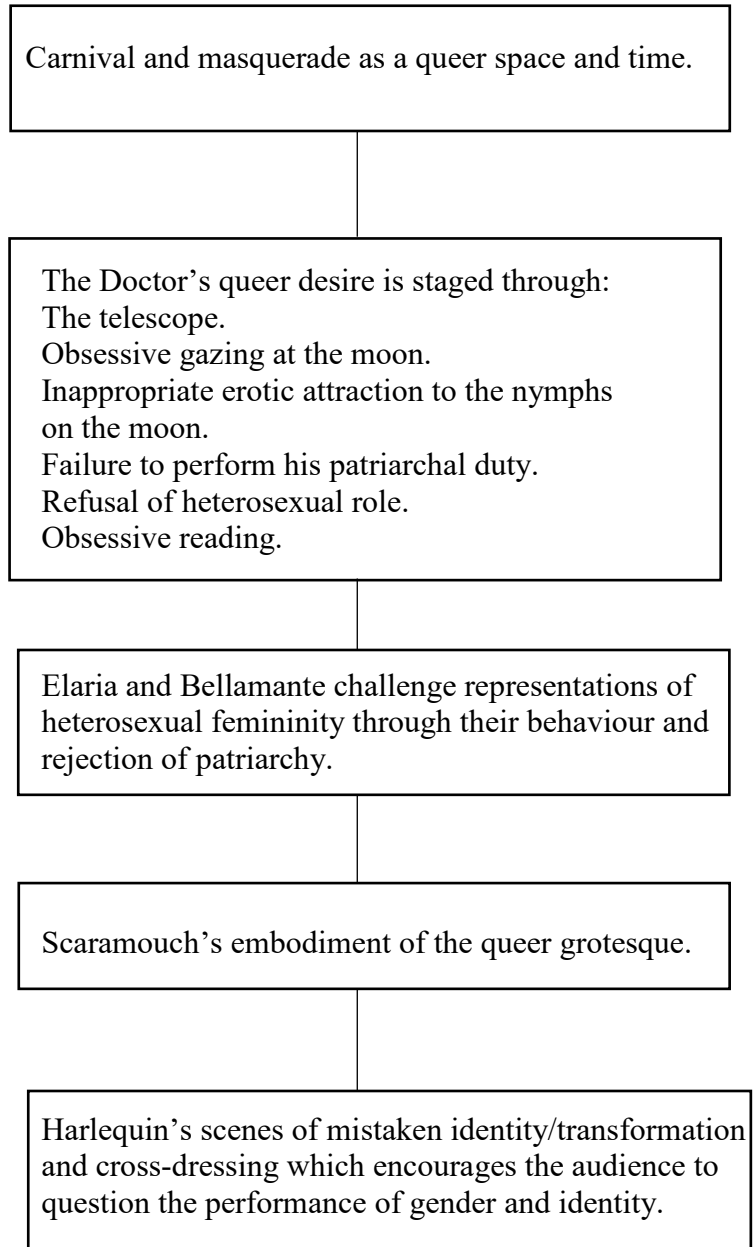 Carnival and masquerade as a queer space and time.
The Doctor’s queer desire is staged through:
The telescope.
Obsessive gazing at the moon.
Inappropriate erotic attraction to the nymphs
on the moon.
Failure to perform his patriarchal duty.
Refusal of heterosexual role.
Obsessive reading.
Elaria and Bellamante challenge representations of
heterosexual femininity through their behaviour and
rejection of patriarchy.
Scaramouch’s embodiment of the queer grotesque.
Harlequin’s scenes of mistaken identity/transformation
and cross-dressing which encourages the audience to
question the performance of gender and identity.